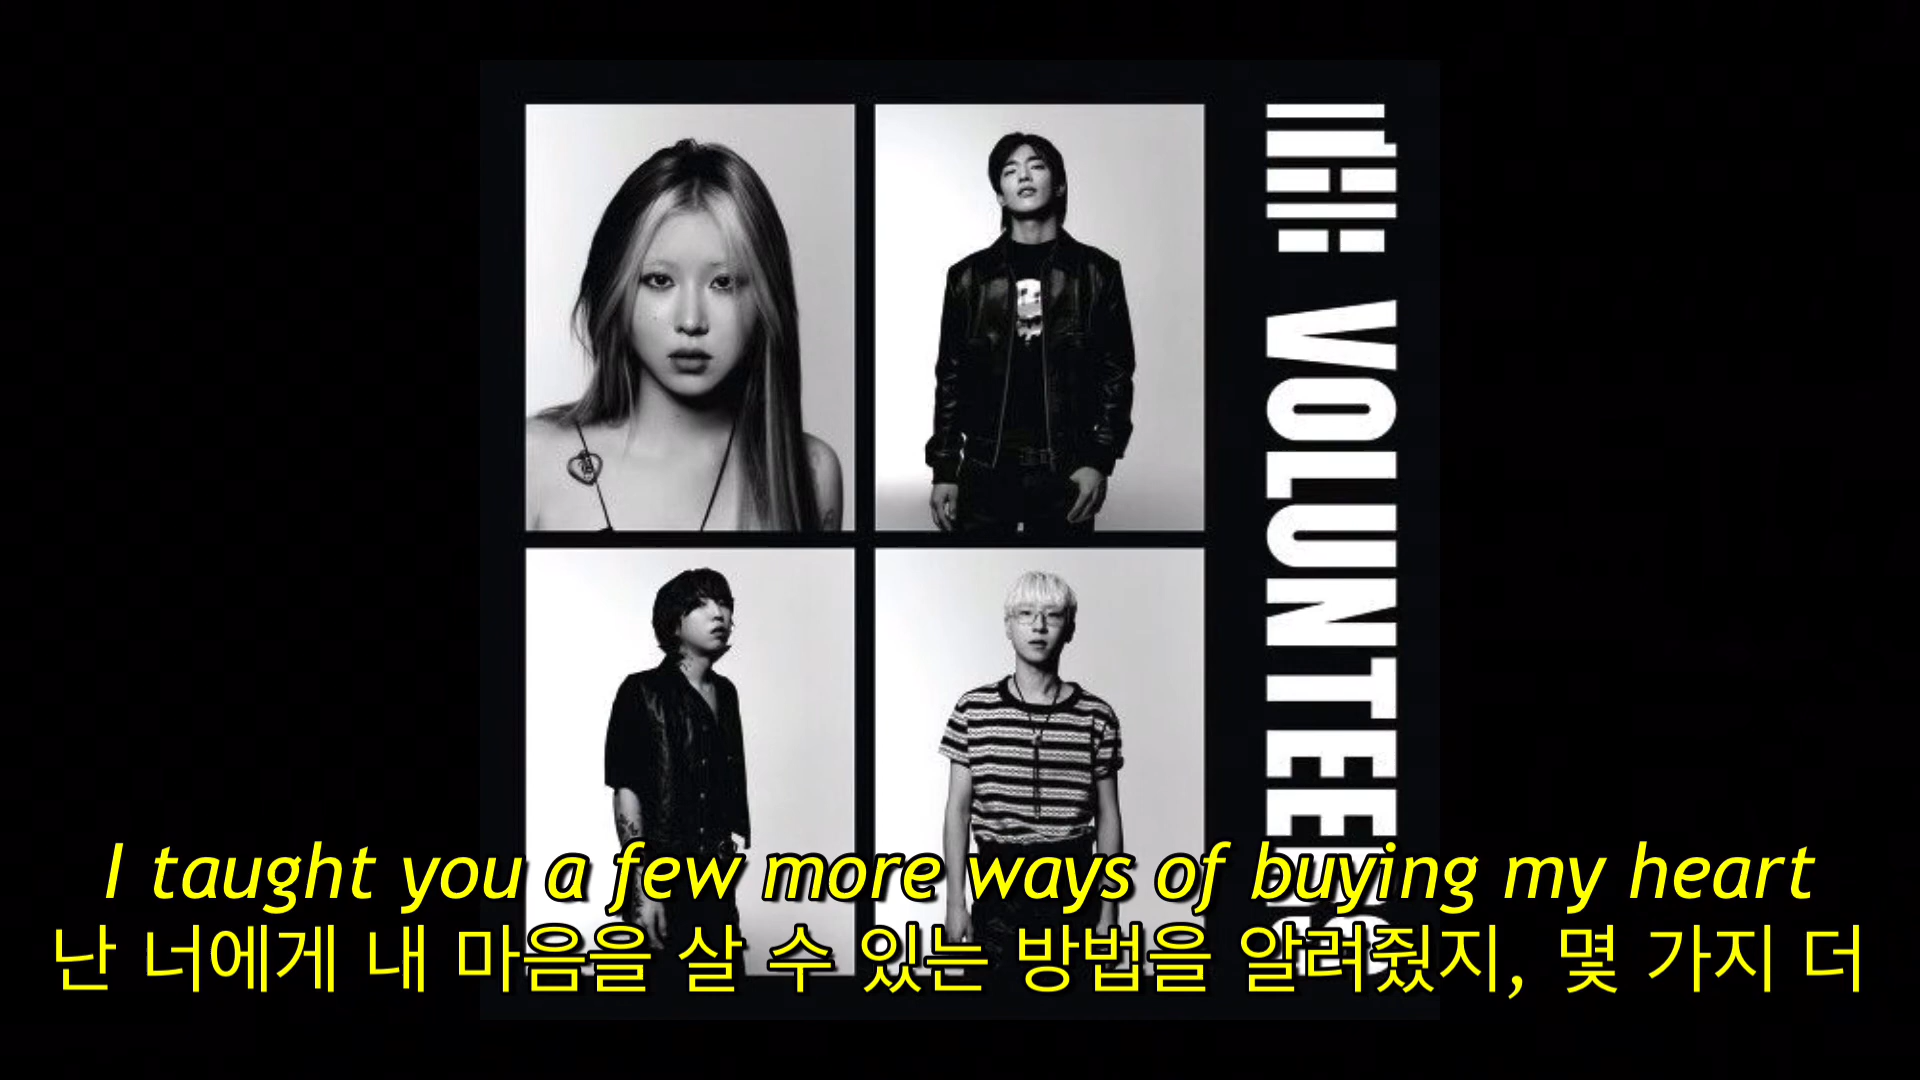 THE VOLUNTEERS
I taught you a few more ways of buying my heart
난 너에게 내 마음을 살 수 있는 방법을 알려줬지, 몇 가지 더